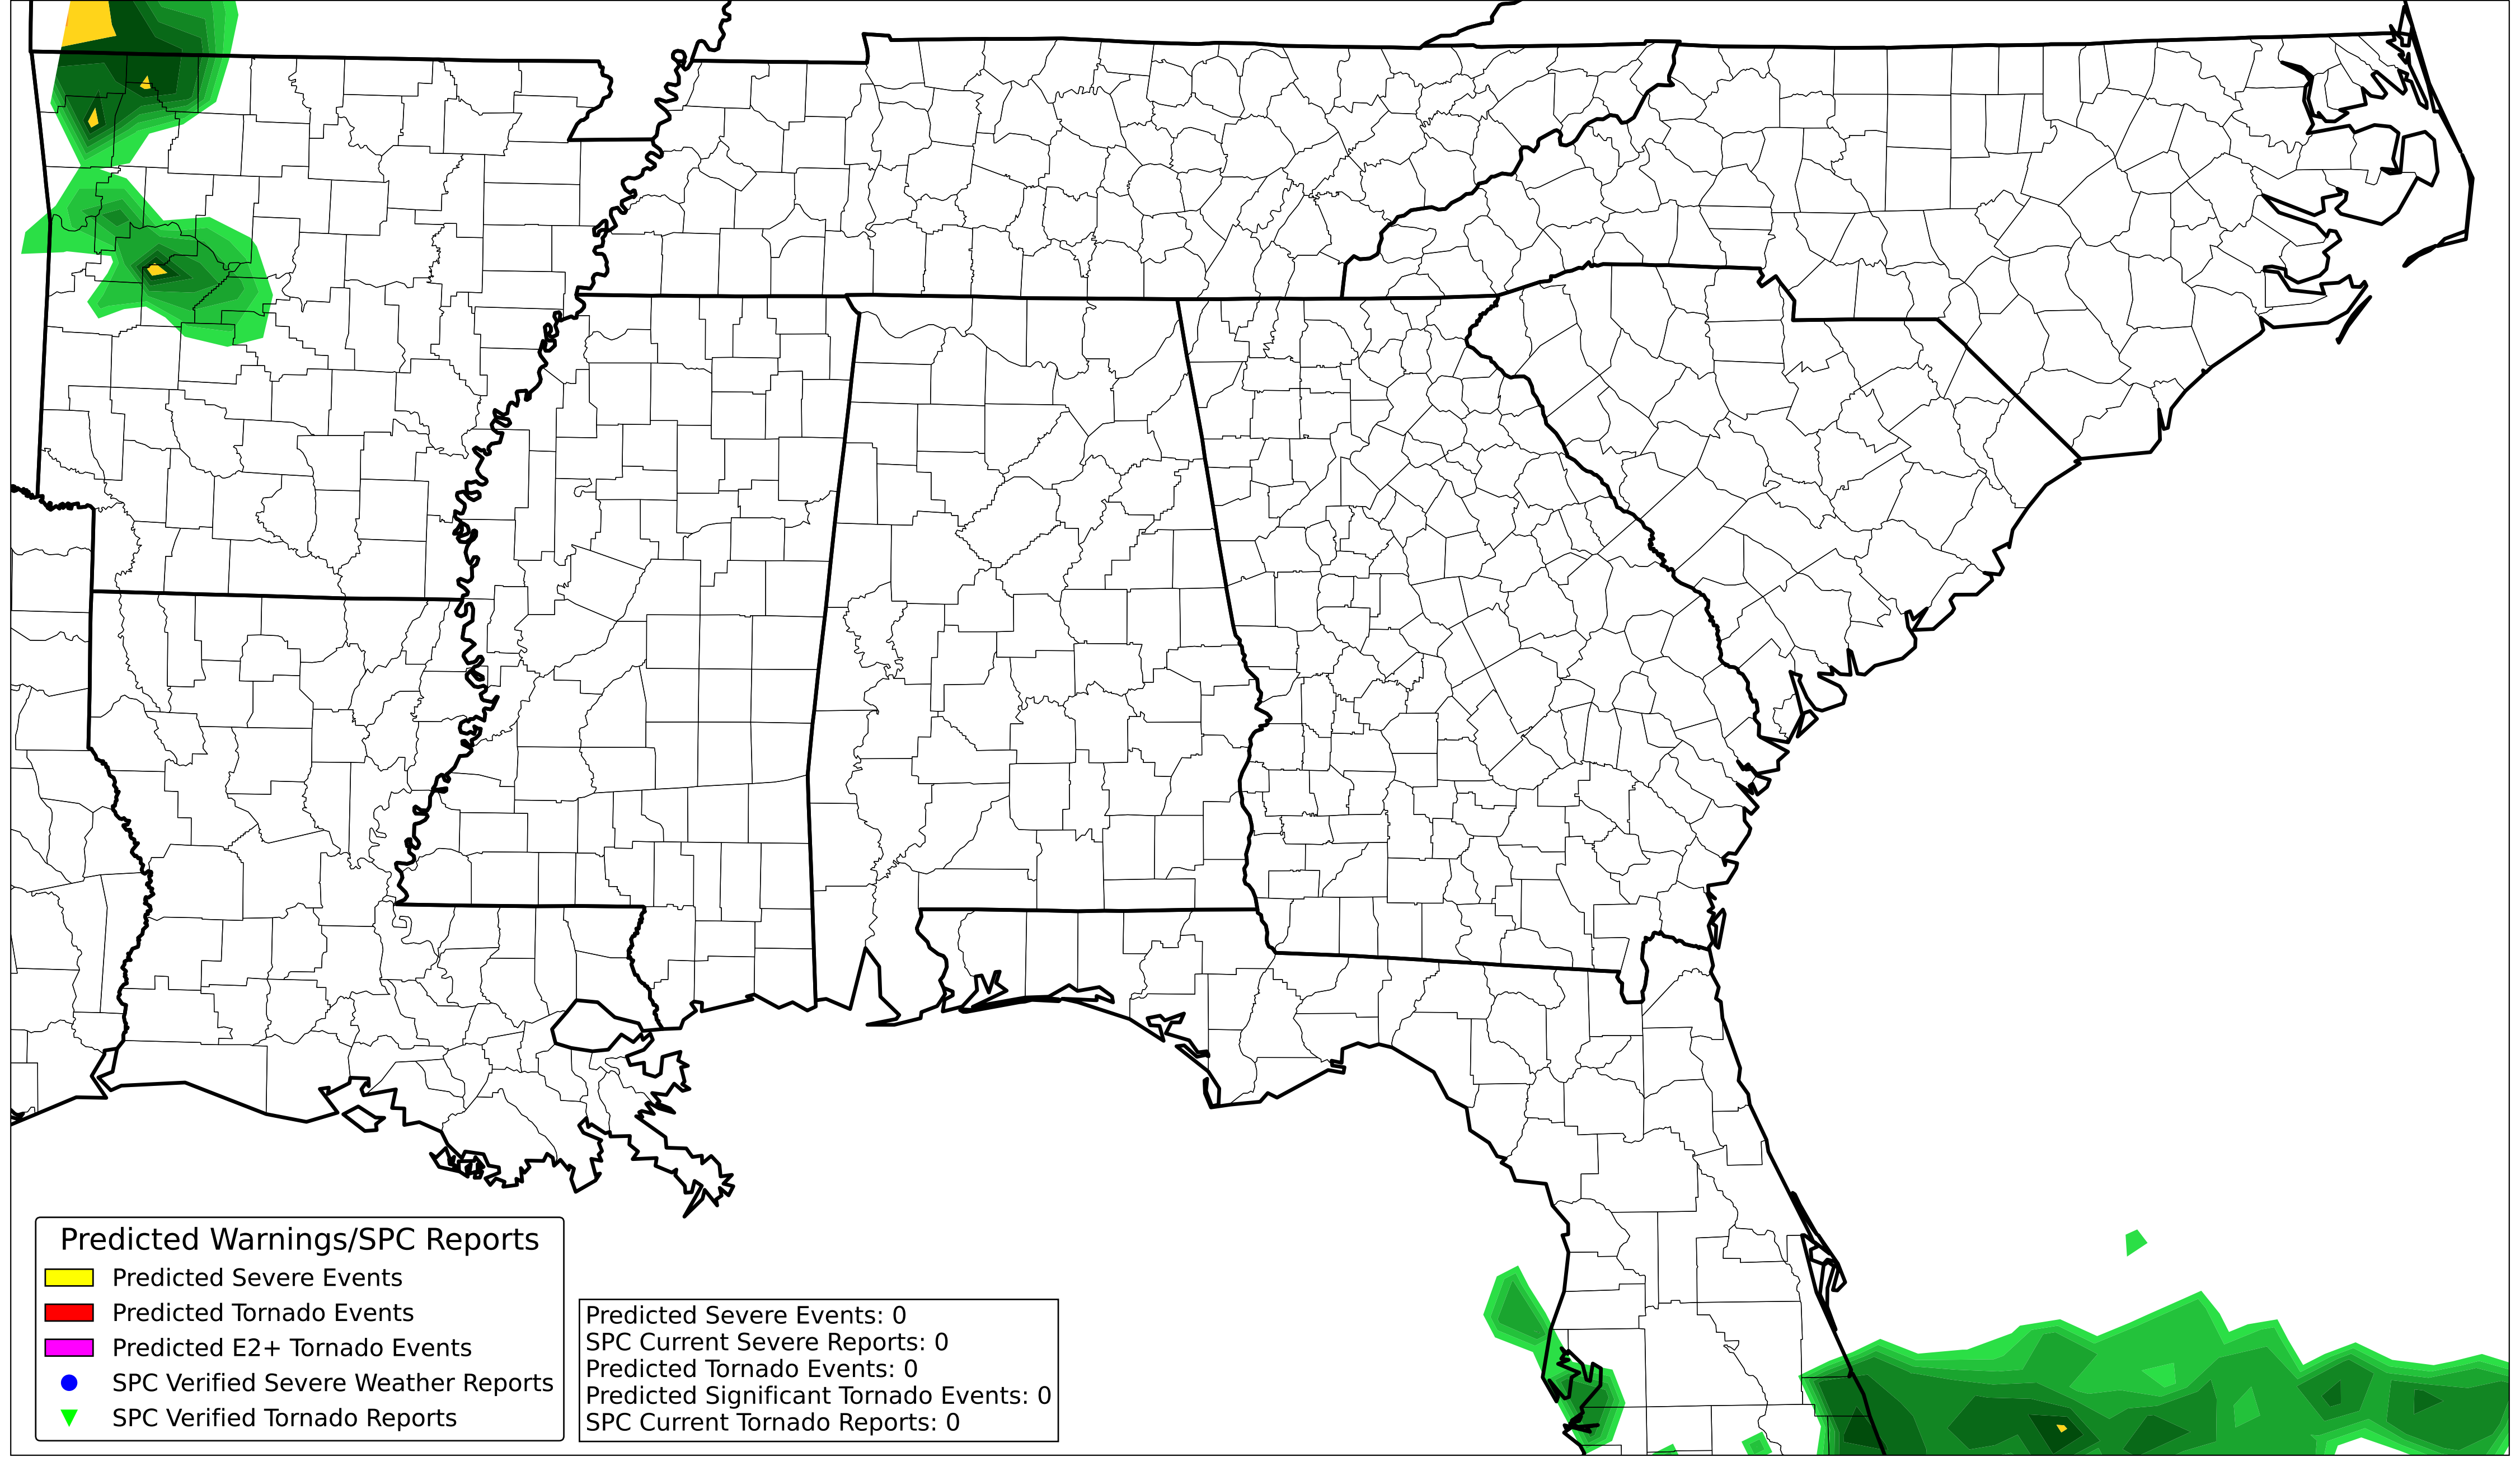 Predicted Warnings/SPC Reports
Predicted Severe Events
Predicted Tornado Events
Predicted E2+ Tornado Events
SPC Verified Severe Weather Reports
SPC Verified Tornado Reports
Predicted Severe Events: 0
SPC Current Severe Reports: 0
Predicted Tornado Events: 0
Predicted Significant Tornado Events: 0
SPC Current Tornado Reports: 0